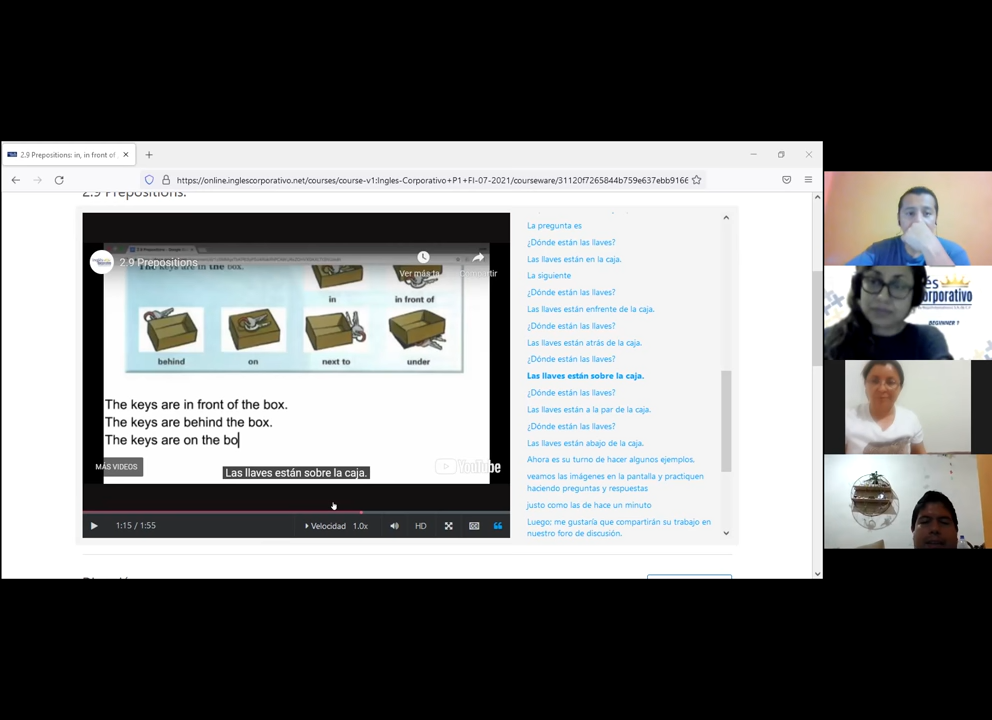 2.9 Prepositions: in, in front of
https://online.inglescorporativo.net/courses/course-v1:Ingles-Corporativo+P1+FI-07-2021/courseware/31120f7265844b759e637ebb9166
2.9 Prepositions:
2.9 Prepositions
Ver más ta
The keys are in the box.
in
in front of
behind
on
next to
under
The keys are in front of the box.
The keys are behind the box.
The keys are on the bo
MÁS VIDEOS
Las llaves están sobre la caja.
YouTube
1:15 / 1:55
Velocidad 1.0x
HD
La pregunta es
¿Dónde están las llaves?
Las llaves están en la caja.
La siguiente
¿Dónde están las llaves?
Las llaves están enfrente de la caja.
¿Dónde están las llaves?
Las llaves están atrás de la caja.
¿Dónde están las llaves?
Las llaves están sobre la caja.
¿Dónde están las llaves?
Las llaves están a la par de la caja.
¿Dónde están las llaves?
Las llaves están abajo de la caja.
Ahora es su turno de hacer algunos ejemplos,
veamos las imágenes en la pantalla y practiquen
haciendo preguntas y respuestas
justo como las de hace un minuto
Luego; me gustaría que compartirán su trabajo en
nuestro foro de discusión.
BEGINNER 1